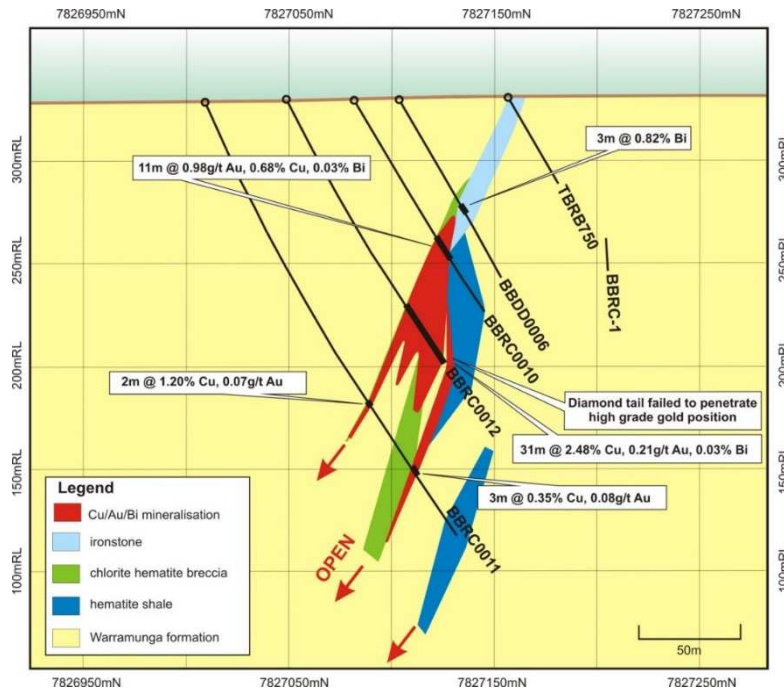 7826950mN
7827050mN
7827150mN
7827250mN
300mRL
300mRL
3m @ 0.82% Bi
11m @ 0.98g/t Au, 0.68% Cu, 0.03% Bi
TBRB750
BBRC-1
250mRL
250mRL
BBDD0006
BBRC0010
200mRL
200mRL
BBRC0012
2m @ 1.20% Cu, 0.07g/t Au
Diamond tail failed to penetrate
high grade gold position
31m @ 2.48% Cu, 0.21g/t Au, 0.03% Bi
150mRL
150mRL
3m @ 0.35% Cu, 0.08g/t Au
BBRC0011
OPEN
100mRL
100mRL
Legend
Cu/Au/Bi mineralisation
ironstone
chlorite hematite breccia
hematite shale
Warramunga formation
50m
7826950mN
7827050mN
7827150mN
7827250mN